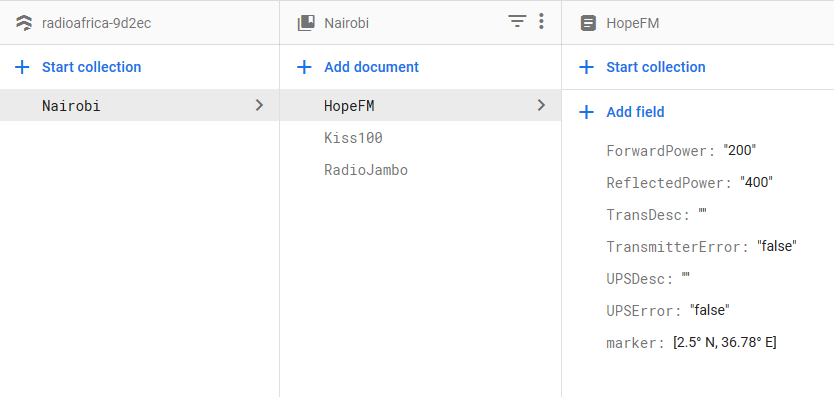 radioafrica-9d2ec
Start collection
Nairobi
Nairobi
Add document
HopeFM
Kiss100
RadioJambo
HopeFM
Start collection
Add field
ForwardPower: "200"
ReflectedPower: "400"
TransDesc: ""
TransmitterError: "false"
UPSDesc: ""
UPSError: "false"
marker: [2.5° N, 36.78° E]